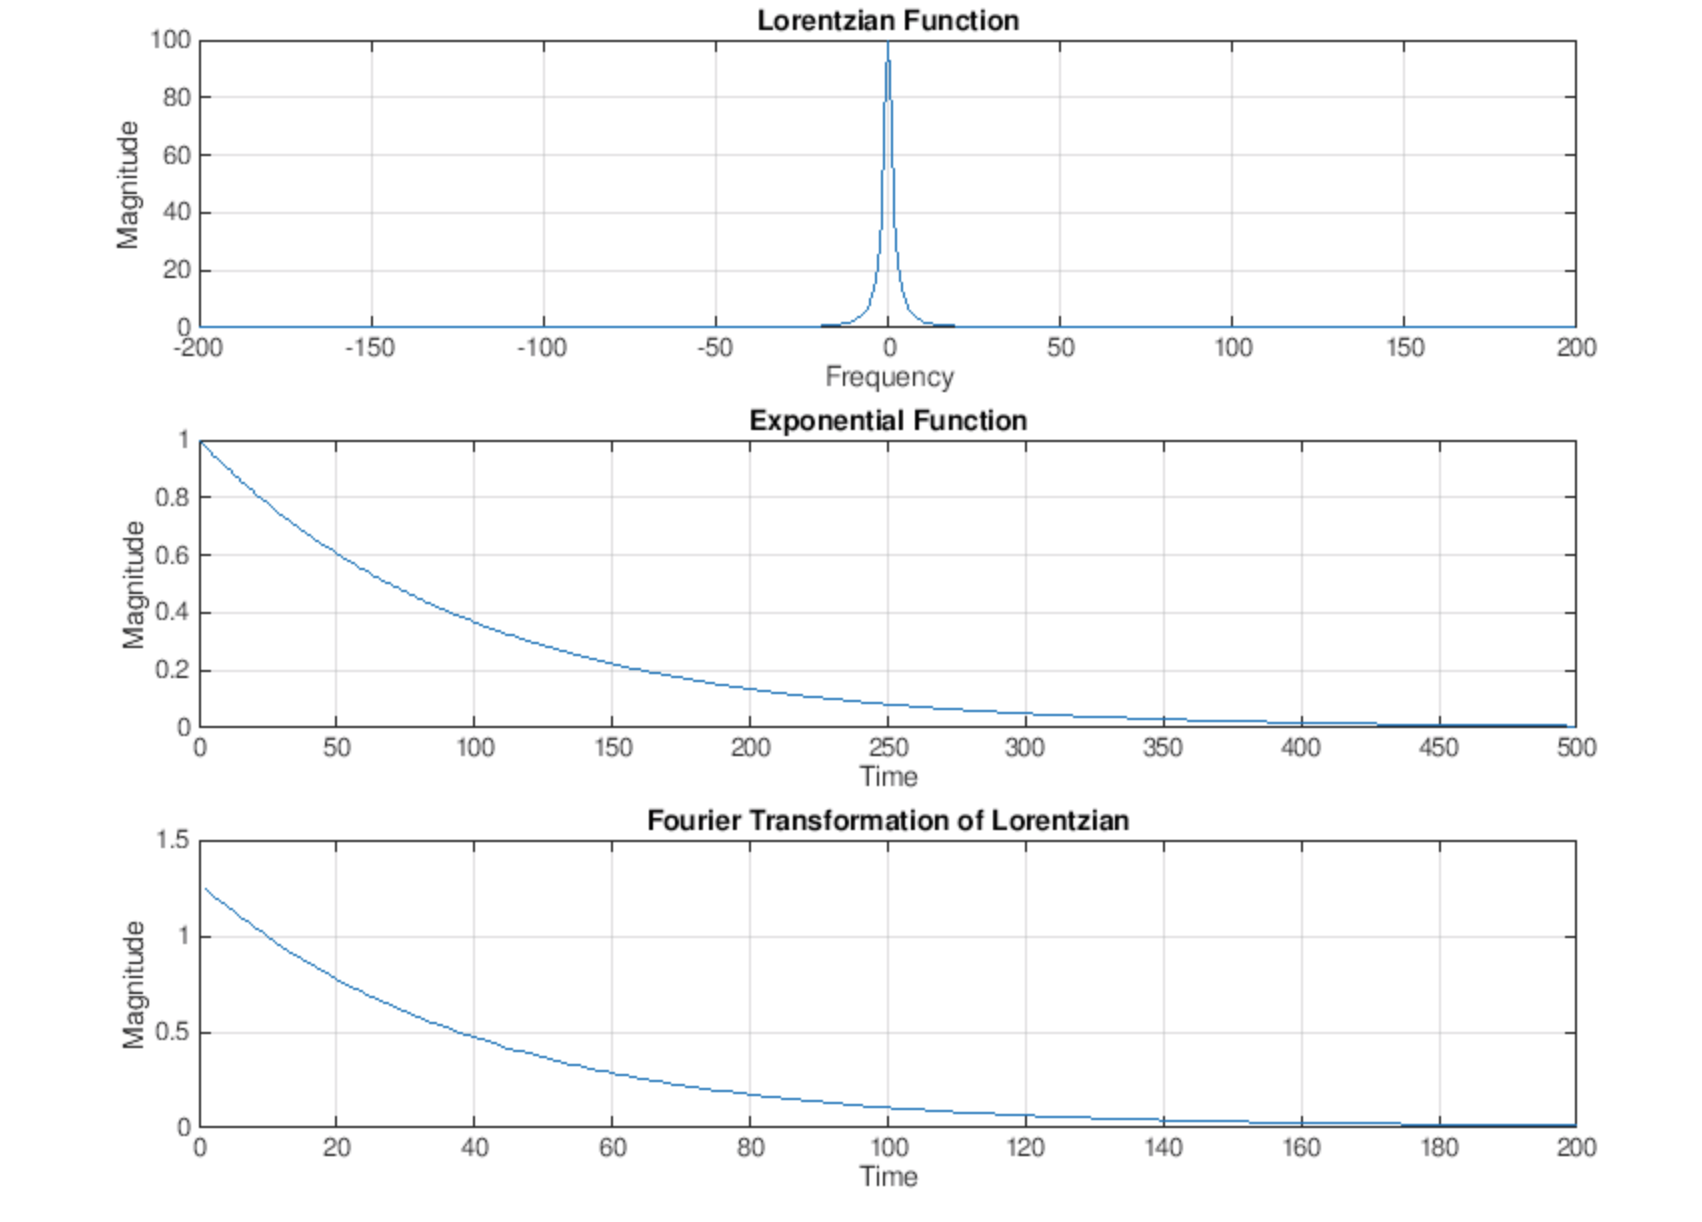 Lorentzian Function
100
80
60
40
20
0
Magnitude
-200 -150 -100 -50 0 50 100 150 200
Frequency
Exponential Function
1
0.8
0.6
0.4
0.2
0
Magnitude
0 50 100 150 200 250 300 350 400 450 500
Time
Fourier Transformation of Lorentzian
1.5
1
0.5
0
Magnitude
0 20 40 60 80 100 120 140 160 180 200
Time